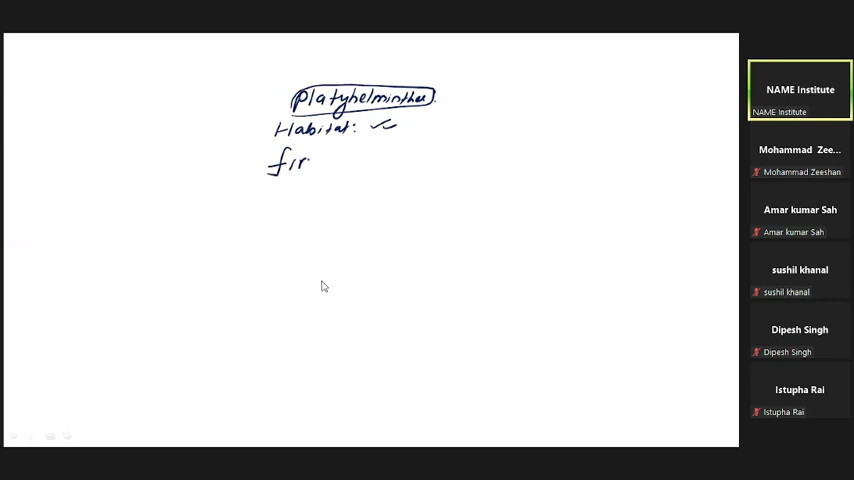 Platyhelminthes.
Habitat:
fir
NAME Institute
NAME Institute
Mohammad Zee...
Mohammad Zeeshan
Amar kumar Sah
Amar kumar Sah
sushil khanal
sushil khanal
Dipesh Singh
Dipesh Singh
Istupha Rai
Istupha Rai